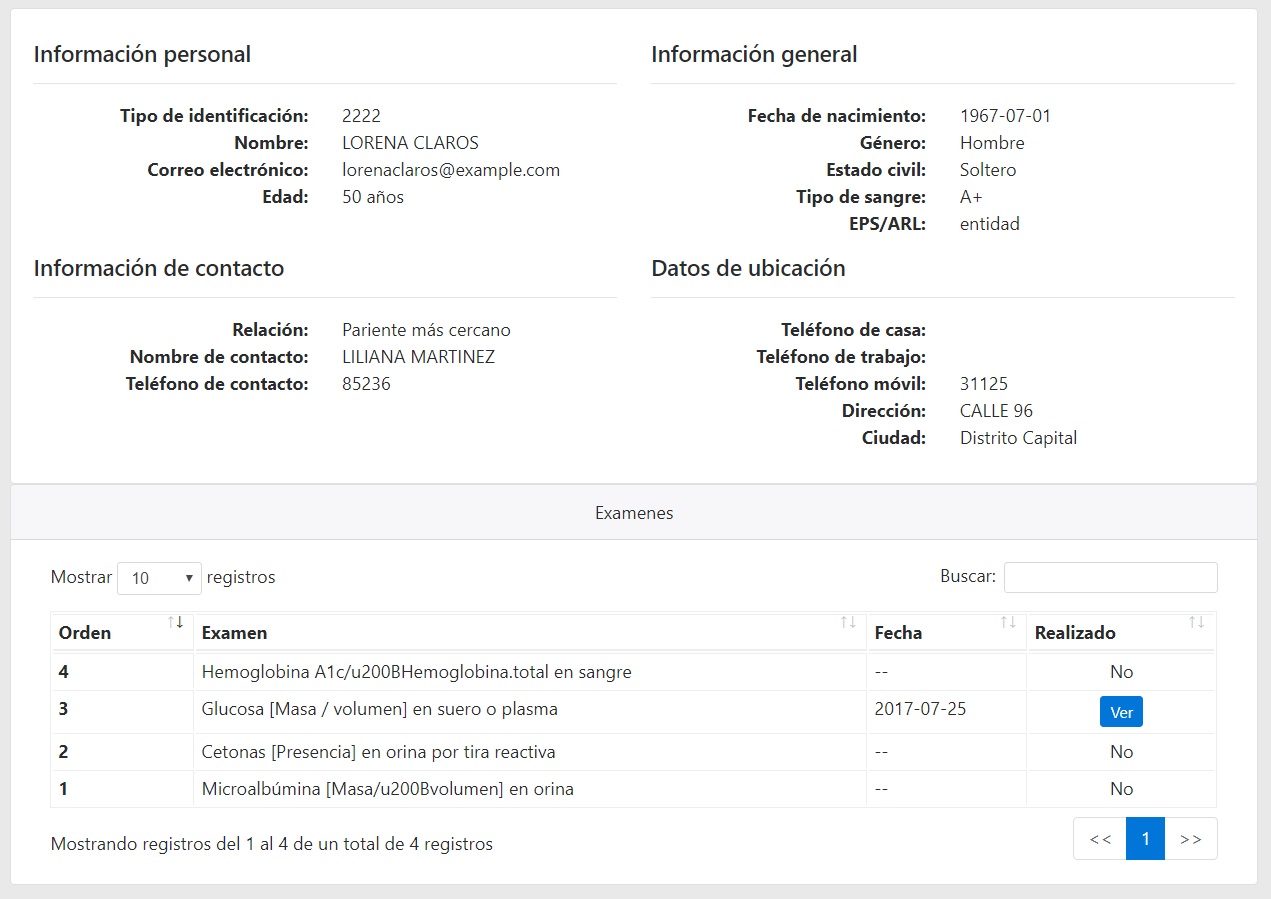 Información personal
Tipo de identificación: 2222
Nombre: LORENA CLAROS
Correo electrónico: lorenaclaros@example.com
Edad: 50 años
Información general
Fecha de nacimiento: 1967-07-01
Género: Hombre
Estado civil: Soltero
Tipo de sangre: A+
EPS/ARL: entidad
Información de contacto
Relación: Pariente más cercano
Nombre de contacto: LILIANA MARTINEZ
Teléfono de contacto: 85236
Datos de ubicación
Teléfono de casa:
Teléfono de trabajo:
Teléfono móvil: 31125
Dirección: CALLE 96
Ciudad: Distrito Capital
Examenes
Mostrar 10 registros Buscar:
Orden Examen Fecha Realizado
4 Hemoglobina A1c/u200BHemoglobina.total en sangre -- No
3 Glucosa [Masa / volumen] en suero o plasma 2017-07-25 Ver
2 Cetonas [Presencia] en orina por tira reactiva -- No
1 Microalbúmina [Masa/u200Bvolumen] en orina -- No
Mostrando registros del 1 al 4 de un total de 4 registros << 1 >>